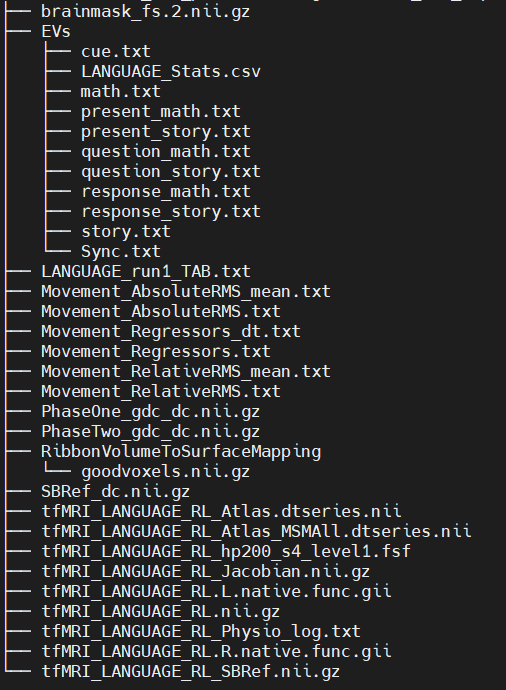 ├── brainmask_fs.2.nii.gz
├── EVs
│   ├── cue.txt
│   ├── LANGUAGE_Stats.csv
│   ├── math.txt
│   ├── present_math.txt
│   ├── present_story.txt
│   ├── question_math.txt
│   ├── question_story.txt
│   ├── response_math.txt
│   ├── response_story.txt
│   ├── story.txt
│   └── Sync.txt
├── LANGUAGE_run1_TAB.txt
├── Movement_AbsoluteRMS_mean.txt
├── Movement_AbsoluteRMS.txt
├── Movement_Regressors_dt.txt
├── Movement_Regressors.txt
├── Movement_RelativeRMS_mean.txt
├── Movement_RelativeRMS.txt
├── PhaseOne_gdc_dc.nii.gz
├── PhaseTwo_gdc_dc.nii.gz
├── RibbonVolumeToSurfaceMapping
│   └── goodvoxels.nii.gz
├── SBRef_dc.nii.gz
├── tfMRI_LANGUAGE_RL_Atlas.dtseries.nii
├── tfMRI_LANGUAGE_RL_Atlas_MSMAll.dtseries.nii
├── tfMRI_LANGUAGE_RL_hp200_s4_level1.fsf
├── tfMRI_LANGUAGE_RL_Jacobian.nii.gz
├── tfMRI_LANGUAGE_RL.L.native.func.gii
├── tfMRI_LANGUAGE_RL.nii.gz
├── tfMRI_LANGUAGE_RL_Physio_log.txt
├── tfMRI_LANGUAGE_RL.R.native.func.gii
└── tfMRI_LANGUAGE_RL_SBRef.nii.gz